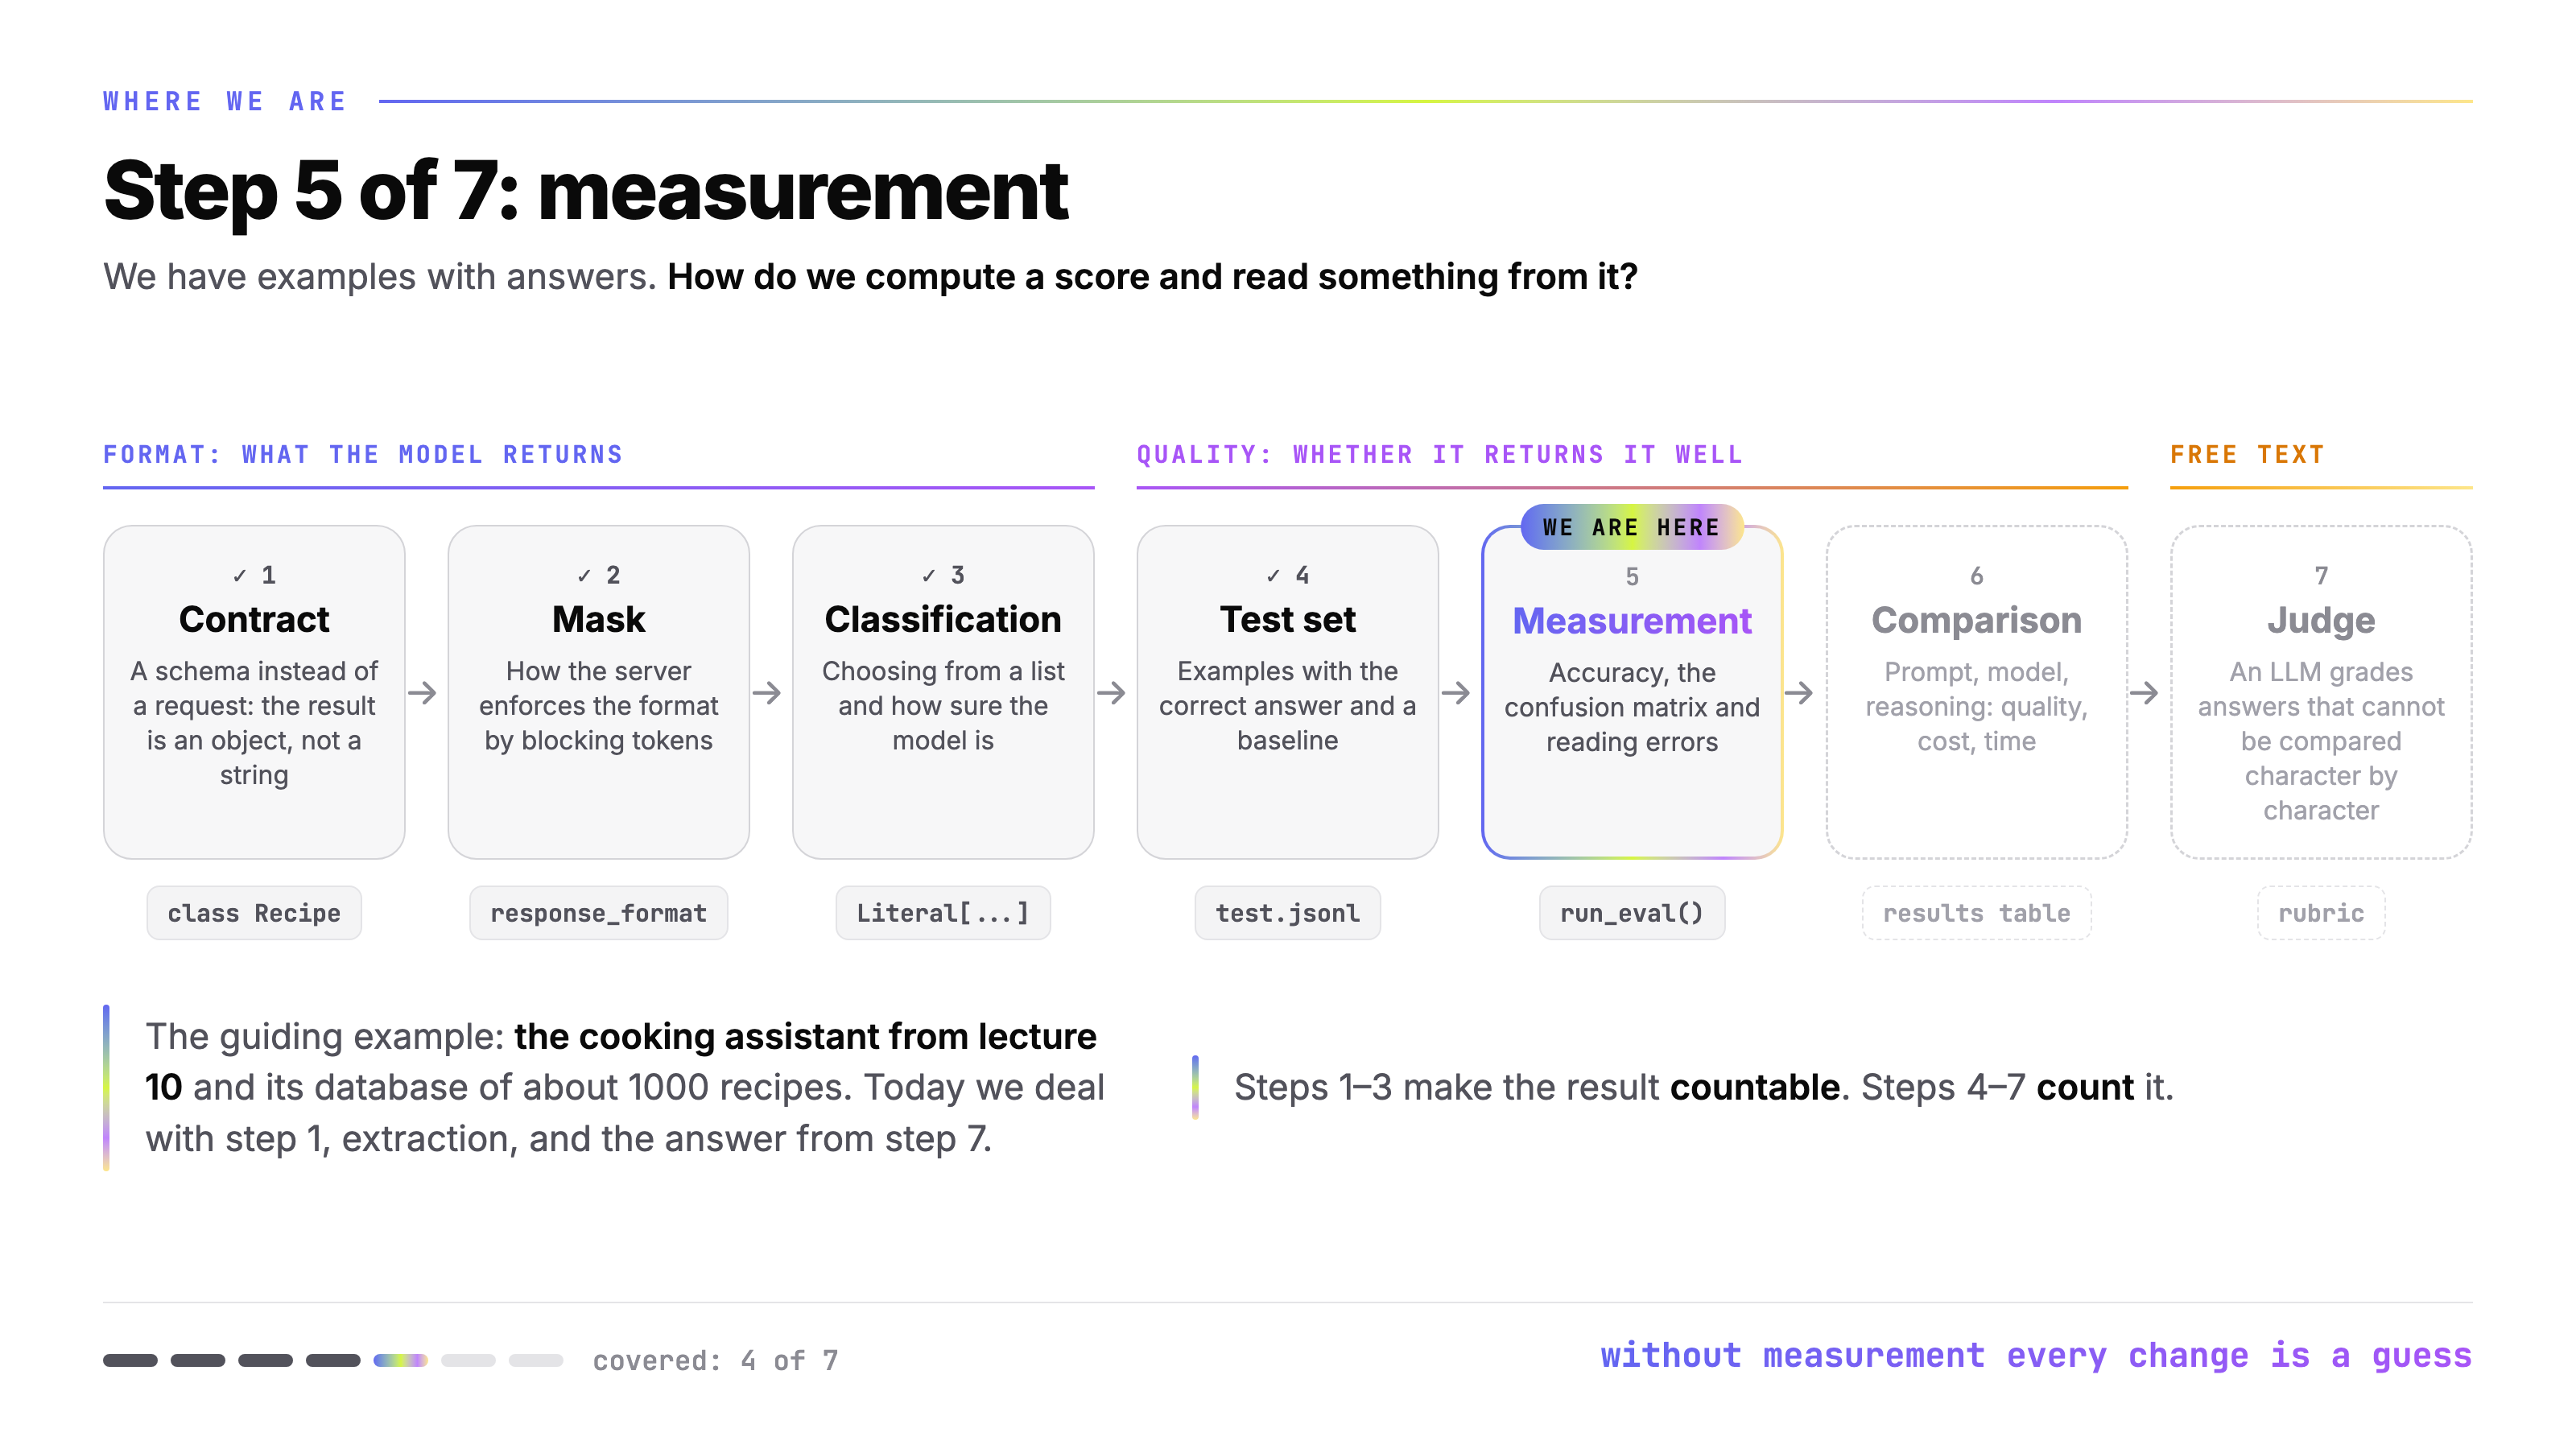 WHERE WE ARE
Step 5 of 7: measurement
We have examples with answers. How do we compute a score and read something from it?
FORMAT: WHAT THE MODEL RETURNS
QUALITY: WHETHER IT RETURNS IT WELL
FREE TEXT
✓ 1
Contract
A schema instead of
a request: the result
is an object, not a
string
class Recipe
✓ 2
Mask
How the server
enforces the format
by blocking tokens
response_format
✓ 3
Classification
Choosing from a list
and how sure the
model is
Literal[...]
✓ 4
Test set
Examples with the
correct answer and a
baseline
test.jsonl
WE ARE HERE
5
Measurement
Accuracy, the
confusion matrix and
reading errors
run_eval()
6
Comparison
Prompt, model,
reasoning: quality,
cost, time
results table
7
Judge
An LLM grades
answers that cannot
be compared
character by
character
rubric
The guiding example: the cooking assistant from lecture
10 and its database of about 1000 recipes. Today we deal
with step 1, extraction, and the answer from step 7.
Steps 1–3 make the result countable. Steps 4–7 count it.
covered: 4 of 7
without measurement every change is a guess